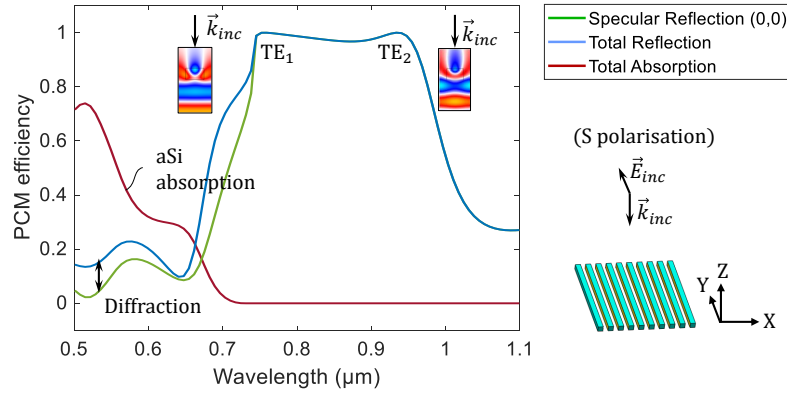 PCM efficiency
1
0.8
0.6
0.4
0.2
0
0.5
0.6
0.7
0.8
0.9
1
1.1
Wavelength (μm)
k⃗inc
k⃗inc
TE1
TE2
aSi
absorption
Diffraction
Specular Reflection (0,0)
Total Reflection
Total Absorption
(S polarisation)
E⃗inc
k⃗inc
Y
Z
X